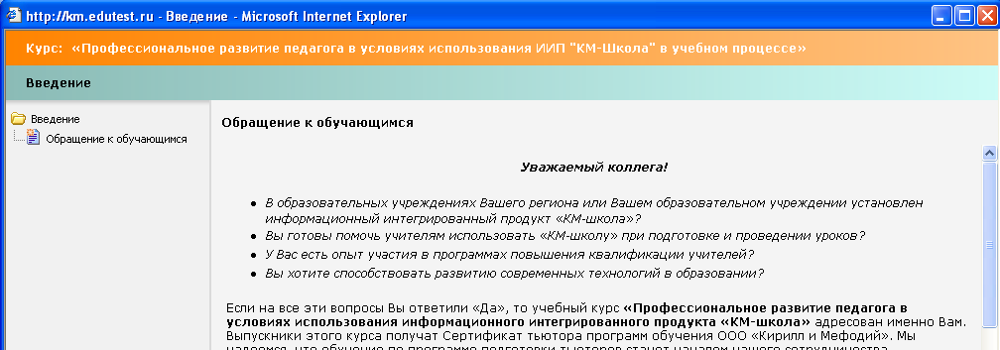 http://km.edutest.ru - Введение - Microsoft Internet Explorer
Курс: «Профессиональное развитие педагога в условиях использования ИИП "КМ-Школа" в учебном процессе»
Введение
Введение
Обращение к обучающимся
Обращение к обучающимся
Уважаемый коллега!
В образовательных учреждениях Вашего региона или Вашем образовательном учреждении установлен
информационный интегрированный продукт «КМ-школа»?
Вы готовы помочь учителям использовать «КМ-школу» при подготовке и проведении уроков?
У Вас есть опыт участия в программах повышения квалификации учителей?
Вы хотите способствовать развитию современных технологий в образовании?
Если на все эти вопросы Вы ответили «Да», то учебный курс «Профессиональное развитие педагога в
условиях использования информационного интегрированного продукта «КМ-школа» адресован именно Вам.
Выпускники этого курса получат Сертификат тьютора программ обучения ООО «Кирилл и Мефодий». Мы
надеемся, что обучение по программе подготовки тьюторов станет началом нашего сотрудничества